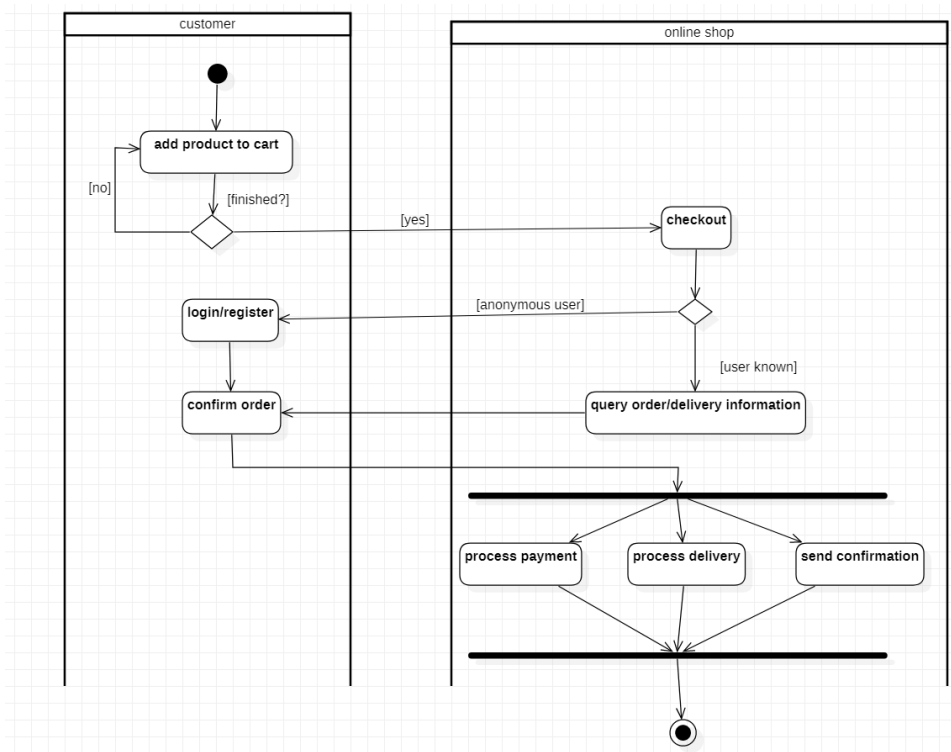 customer
online shop
add product to cart
[no]
[finished?]
[yes]
checkout
[anonymous user]
login/register
[user known]
confirm order
query order/delivery information
process payment
process delivery
send confirmation